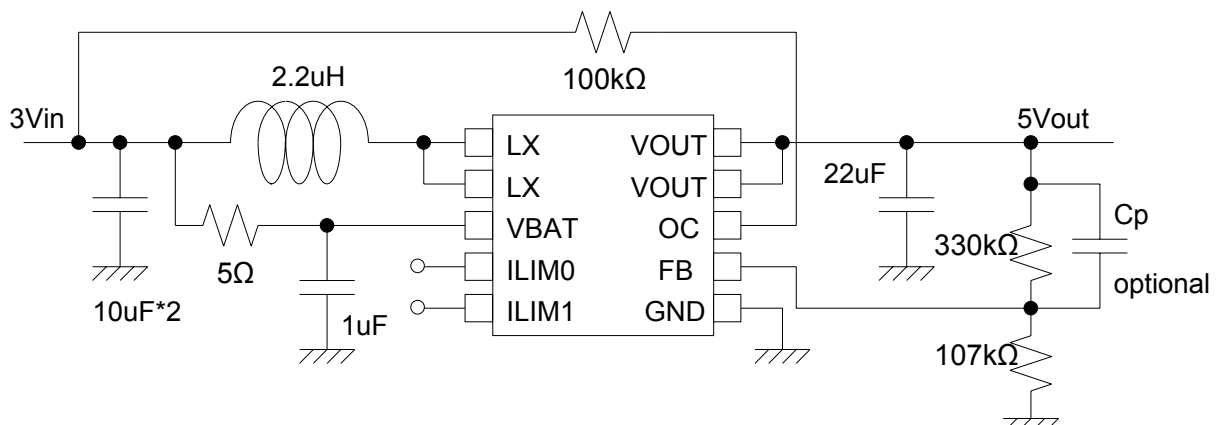 100kΩ
2.2uH
3Vin
5Vout
LX
VOUT
LX
VOUT
22uF
VBAT
OC
Cp
5Ω
330kΩ
ILIM0
FB
optional
10uF*2
1uF
ILIM1
GND
107kΩ